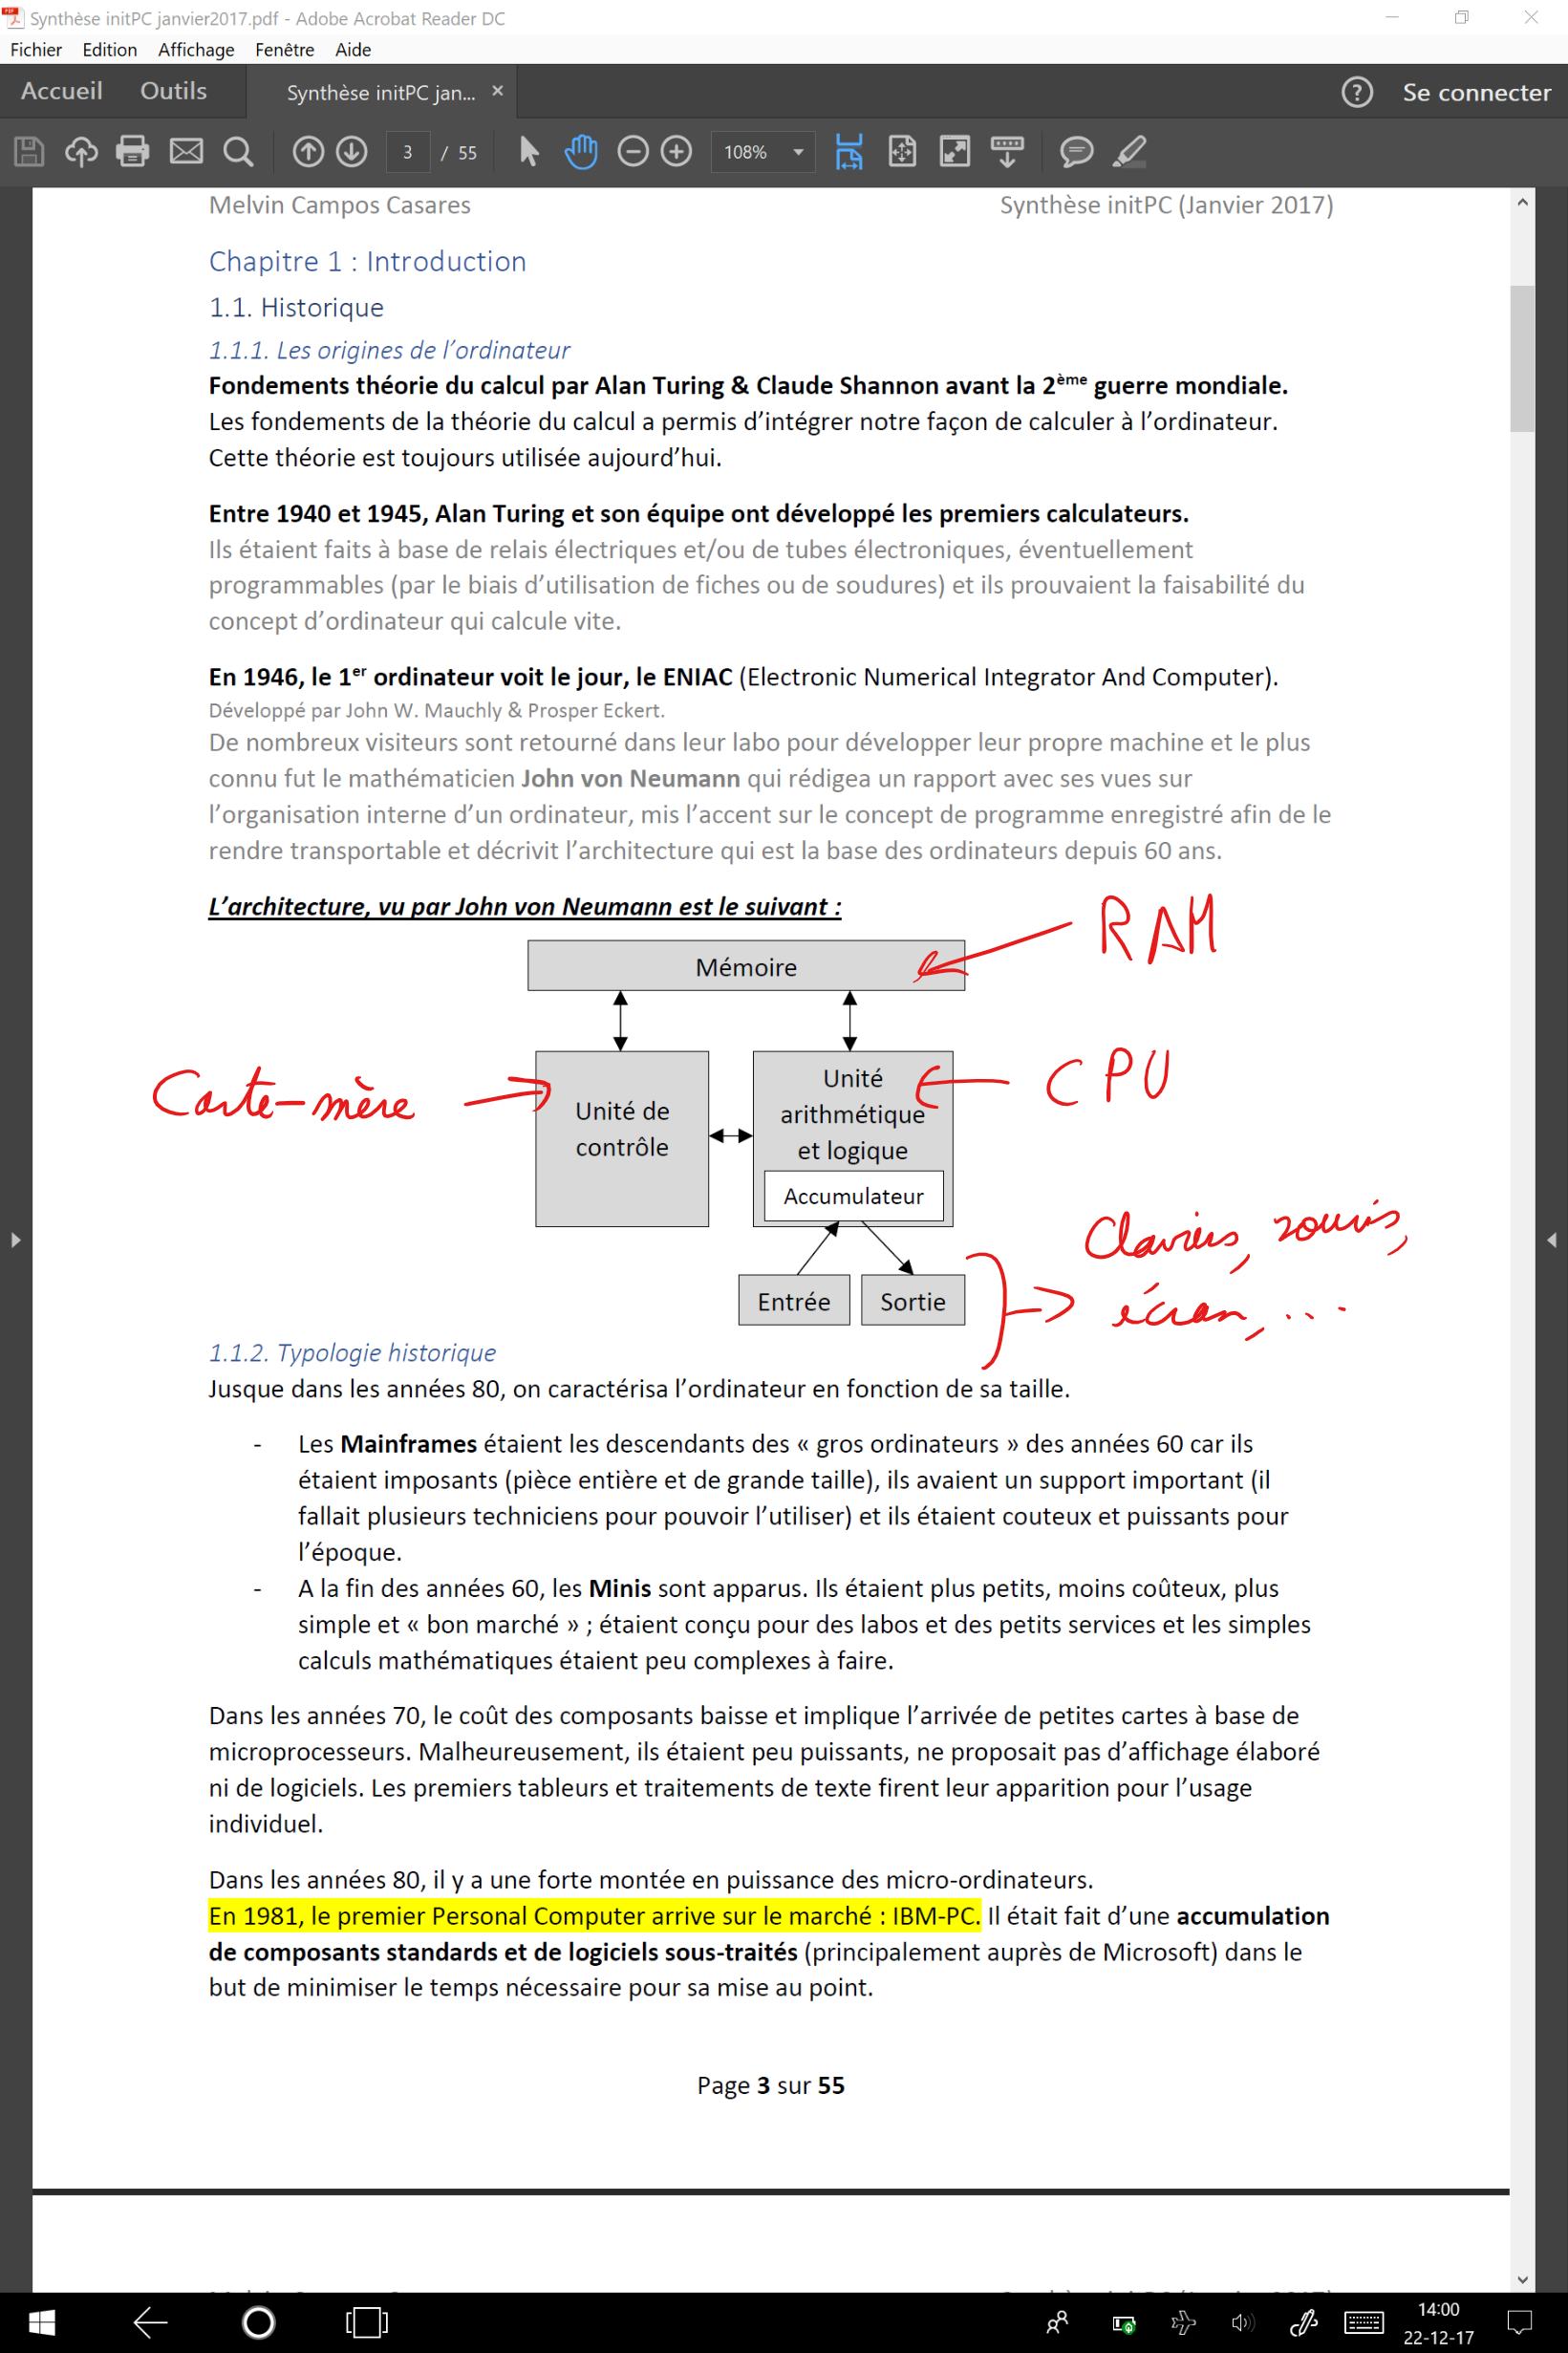 Synthèse initPC janvier2017.pdf - Adobe Acrobat Reader DC
Fichier Edition Affichage Fenêtre Aide
Accueil Outils Synthèse initPC jan... × ? Se connecter
3 / 55 108%
Melvin Campos Casares Synthèse initPC (Janvier 2017)
Chapitre 1 : Introduction
1.1. Historique
1.1.1. Les origines de l’ordinateur
Fondements théorie du calcul par Alan Turing & Claude Shannon avant la 2ème guerre mondiale.
Les fondements de la théorie du calcul a permis d’intégrer notre façon de calculer à l’ordinateur.
Cette théorie est toujours utilisée aujourd’hui.
Entre 1940 et 1945, Alan Turing et son équipe ont développé les premiers calculateurs.
Ils étaient faits à base de relais électriques et/ou de tubes électroniques, éventuellement
programmables (par le biais d’utilisation de fiches ou de soudures) et ils prouvaient la faisabilité du
concept d’ordinateur qui calcule vite.
En 1946, le 1er ordinateur voit le jour, le ENIAC (Electronic Numerical Integrator And Computer).
Développé par John W. Mauchly & Prosper Eckert.
De nombreux visiteurs sont retourné dans leur labo pour développer leur propre machine et le plus
connu fut le mathématicien John von Neumann qui rédigea un rapport avec ses vues sur
l’organisation interne d’un ordinateur, mis l’accent sur le concept de programme enregistré afin de le
rendre transportable et décrivit l’architecture qui est la base des ordinateurs depuis 60 ans.
L’architecture, vu par John von Neumann est le suivant :
RAM
Mémoire
Carte-mère
Unité de
contrôle
Unité
arithmétique
et logique
CPU
Accumulateur
Entrée Sortie
Claviers, souris,
écran, ...
1.1.2. Typologie historique
Jusque dans les années 80, on caractérisa l’ordinateur en fonction de sa taille.
- Les Mainframes étaient les descendants des « gros ordinateurs » des années 60 car ils
étaient imposants (pièce entière et de grande taille), ils avaient un support important (il
fallait plusieurs techniciens pour pouvoir l’utiliser) et ils étaient couteux et puissants pour
l’époque.
- A la fin des années 60, les Minis sont apparus. Ils étaient plus petits, moins coûteux, plus
simple et « bon marché » ; étaient conçu pour des labos et des petits services et les simples
calculs mathématiques étaient peu complexes à faire.
Dans les années 70, le coût des composants baisse et implique l’arrivée de petites cartes à base de
microprocesseurs. Malheureusement, ils étaient peu puissants, ne proposait pas d’affichage élaboré
ni de logiciels. Les premiers tableurs et traitements de texte firent leur apparition pour l’usage
individuel.
Dans les années 80, il y a une forte montée en puissance des micro-ordinateurs.
En 1981, le premier Personal Computer arrive sur le marché : IBM-PC. Il était fait d’une accumulation
de composants standards et de logiciels sous-traités (principalement auprès de Microsoft) dans le
but de minimiser le temps nécessaire pour sa mise au point.
Page 3 sur 55
14:00
22-12-17